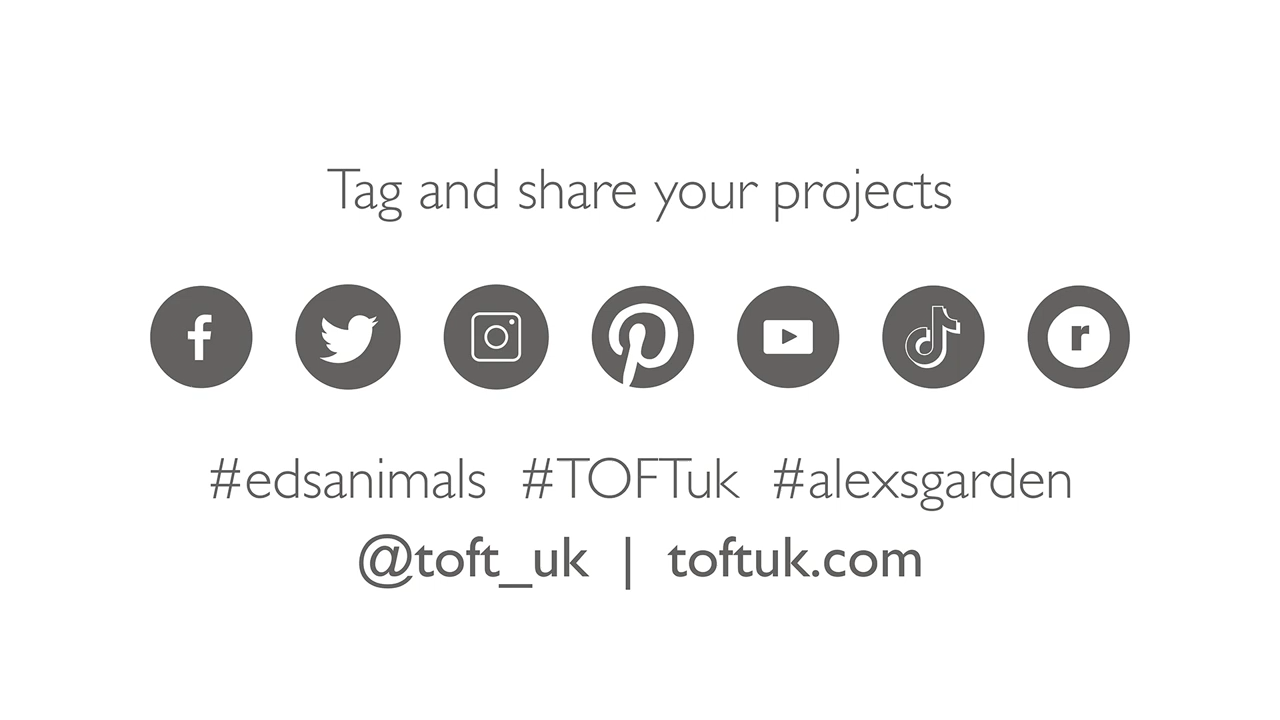 Tag and share your projects
f r
#edsanimals #TOFTuk #alexsgarden
@toft_uk | toftuk.com